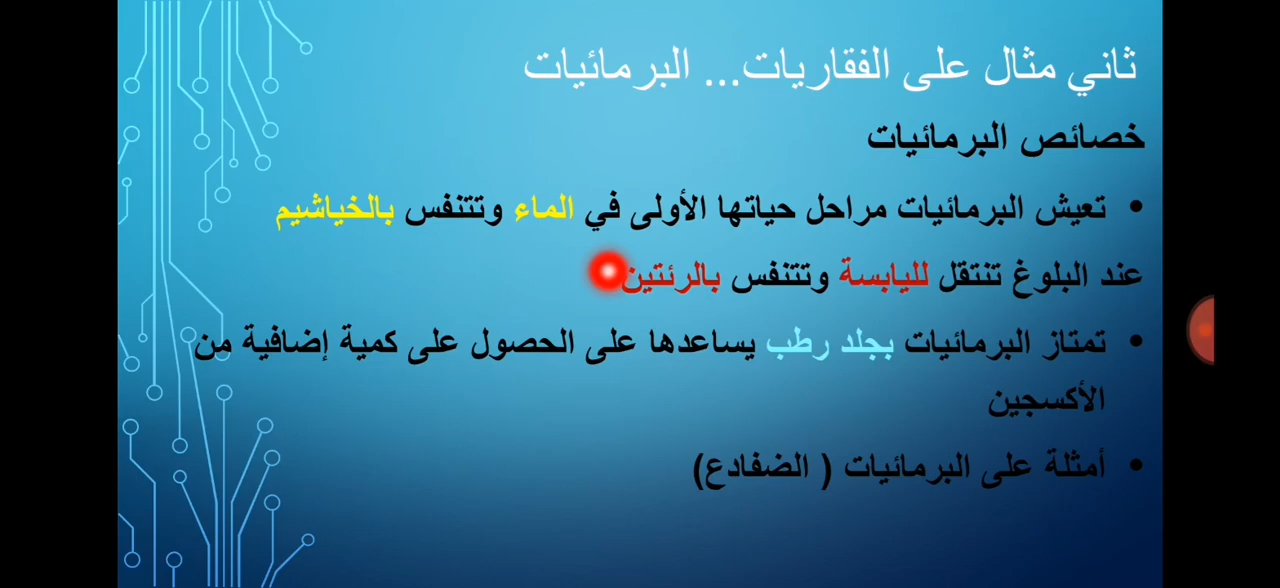 ثاني مثال على الفقاريات... البرمائيات
خصائص البرمائيات
• تعيش البرمائيات مراحل حياتها الأولى في الماء وتتنفس بالخياشيم
عند البلوغ تنتقل لليابسة وتتنفس بالرئتين
• تمتاز البرمائيات بجلد رطب يساعدها على الحصول على كمية إضافية من
الأكسجين
• أمثلة على البرمائيات ( الضفادع)